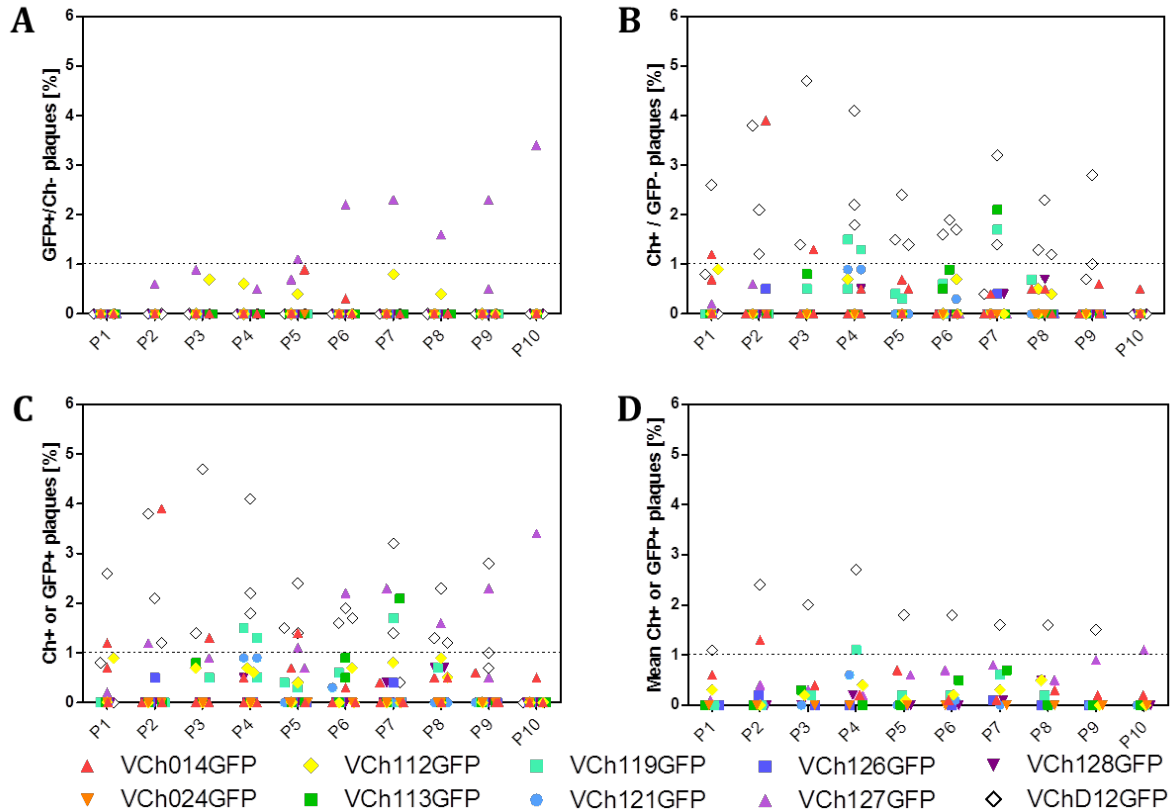 A
GFP+/Ch- plaques [%]
6
5
4
3
2
1
0
P1 P2 P3 P4 P5 P6 P7 P8 P9 P10
B
Ch+ / GFP- plaques [%]
6
5
4
3
2
1
0
P1 P2 P3 P4 P5 P6 P7 P8 P9 P10
C
Ch+ or GFP+ plaques [%]
6
5
4
3
2
1
0
P1 P2 P3 P4 P5 P6 P7 P8 P9 P10
D
Mean Ch+ or GFP+ plaques [%]
6
5
4
3
2
1
0
P1 P2 P3 P4 P5 P6 P7 P8 P9 P10
VCh014GFP VCh112GFP VCh119GFP VCh126GFP VCh128GFP
VCh024GFP VCh113GFP VCh121GFP VCh127GFP VChD12GFP